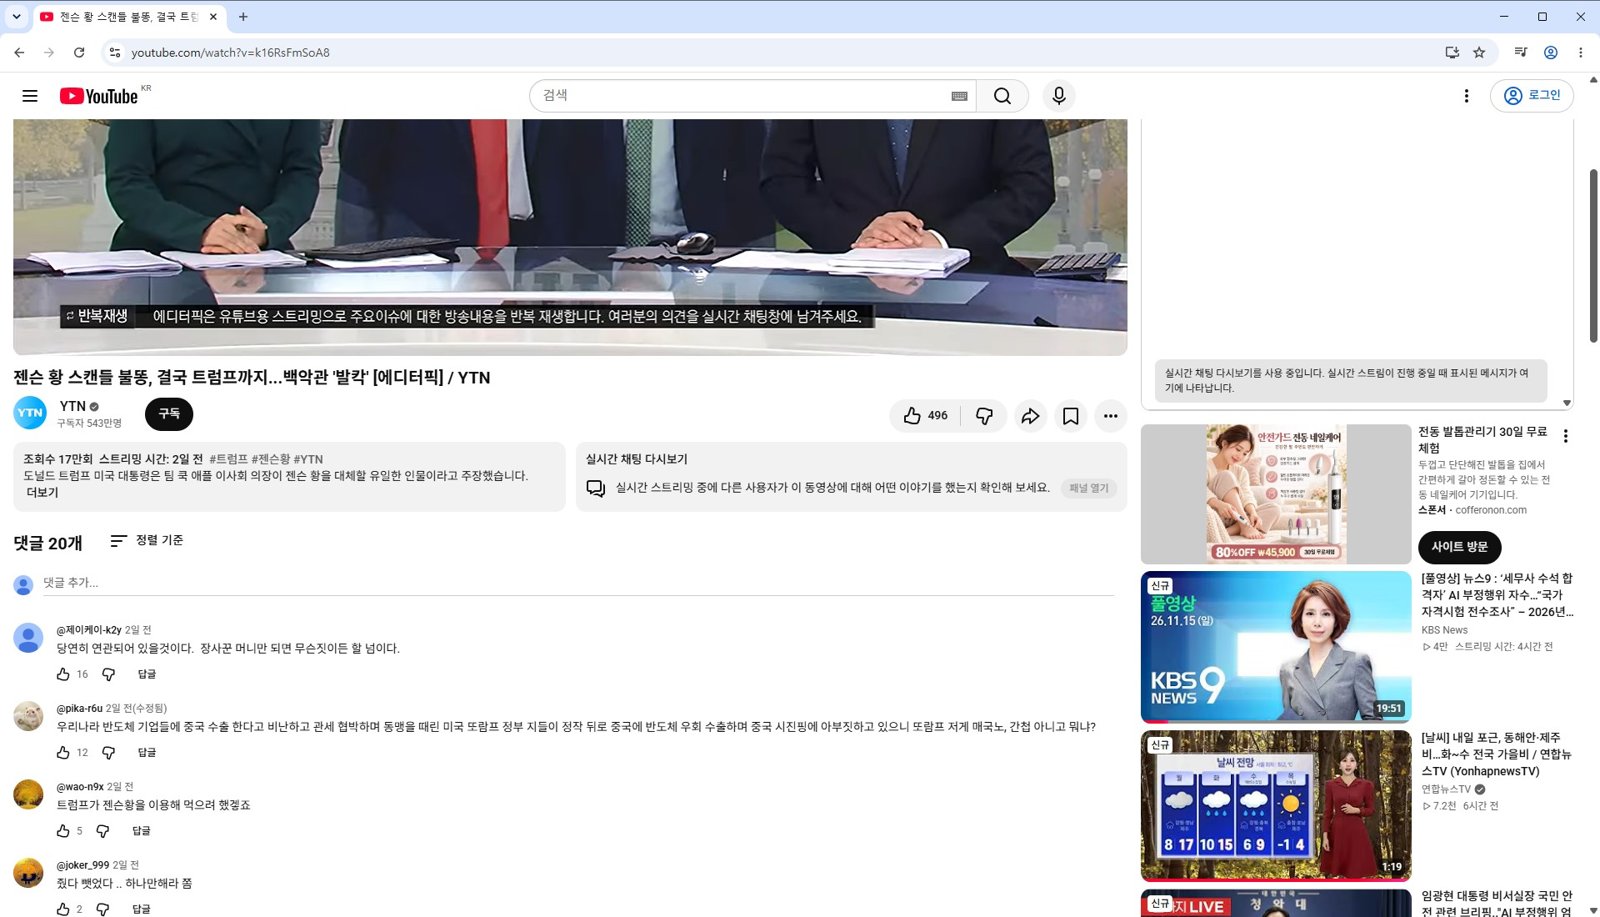 젠슨 황 스캔들 불똥, 결국 트럼
youtube.com/watch?v=k16RsFmSoA8
YouTube KR
검색
로그인
반복재생 에디터픽은 유튜브용 스트리밍으로 주요이슈에 대한 방송내용을 반복 재생합니다. 여러분의 의견을 실시간 채팅창에 남겨주세요.
젠슨 황 스캔들 불똥, 결국 트럼프까지...백악관 '발칵' [에디터픽] / YTN
YTN
YTN
구독자 543만명
구독
496
조회수 17만회 스트리밍 시간: 2일 전 #트럼프 #젠슨황 #YTN
도널드 트럼프 미국 대통령은 팀 쿡 애플 이사회 의장이 젠슨 황을 대체할 유일한 인물이라고 주장했습니다.
더보기
실시간 채팅 다시보기
실시간 스트리밍 중에 다른 사용자가 이 동영상에 대해 어떤 이야기를 했는지 확인해 보세요.
패널 열기
댓글 20개
정렬 기준
댓글 추가...
@제이케이-k2y 2일 전
당연히 연관되어 있을것이다. 장사꾼 머니만 되면 무슨짓이든 할 넘이다.
16 답글
@pika-r6u 2일 전(수정됨)
우리나라 반도체 기업들에 중국 수출 한다고 비난하고 관세 협박하며 동맹을 때린 미국 또람프 정부 지들이 정작 뒤로 중국에 반도체 우회 수출하며 중국 시진핑에 아부짓하고 있으니 또람프 저게 매국노, 간첩 아니고 뭐냐?
12 답글
@wao-n9x 2일 전
트럼프가 젠슨황을 이용해 먹으려 했겧죠
5 답글
@joker_999 2일 전
줬다 뺏었다 .. 하나만해라 쫌
2 답글
실시간 채팅 다시보기를 사용 중입니다. 실시간 스트림이 진행 중일 때 표시된 메시지가 여
기에 나타납니다.
안전가드 전동 네일케어
80%OFF ₩45,900 30일 무료체험
전동 발톱관리기 30일 무료
체험
두껍고 단단해진 발톱을 집에서
간편하게 갈아 정돈할 수 있는 전
동 네일케어 기기입니다.
스폰서 · cofferonon.com
사이트 방문
신규
풀영상
26.11.15(일)
KBS NEWS 9
19:51
[풀영상] 뉴스9 : ‘세무사 수석 합
격자’ AI 부정행위 자수…“국가
자격시험 전수조사” – 2026년...
KBS News
4만 스트리밍 시간: 4시간 전
신규
날씨 전망
월 화 수 목
8 17 10 15 6 9 -1 4
1:19
[날씨] 내일 포근, 동해안·제주
비…화~수 전국 가을비 / 연합뉴
스TV (YonhapnewsTV)
연합뉴스TV
7.2천 6시간 전
신규
지 LIVE
대한민국
청와대
임광현 대통령 비서실장 국민 안
전 관련 브리핑.."AI 부정행위 엄